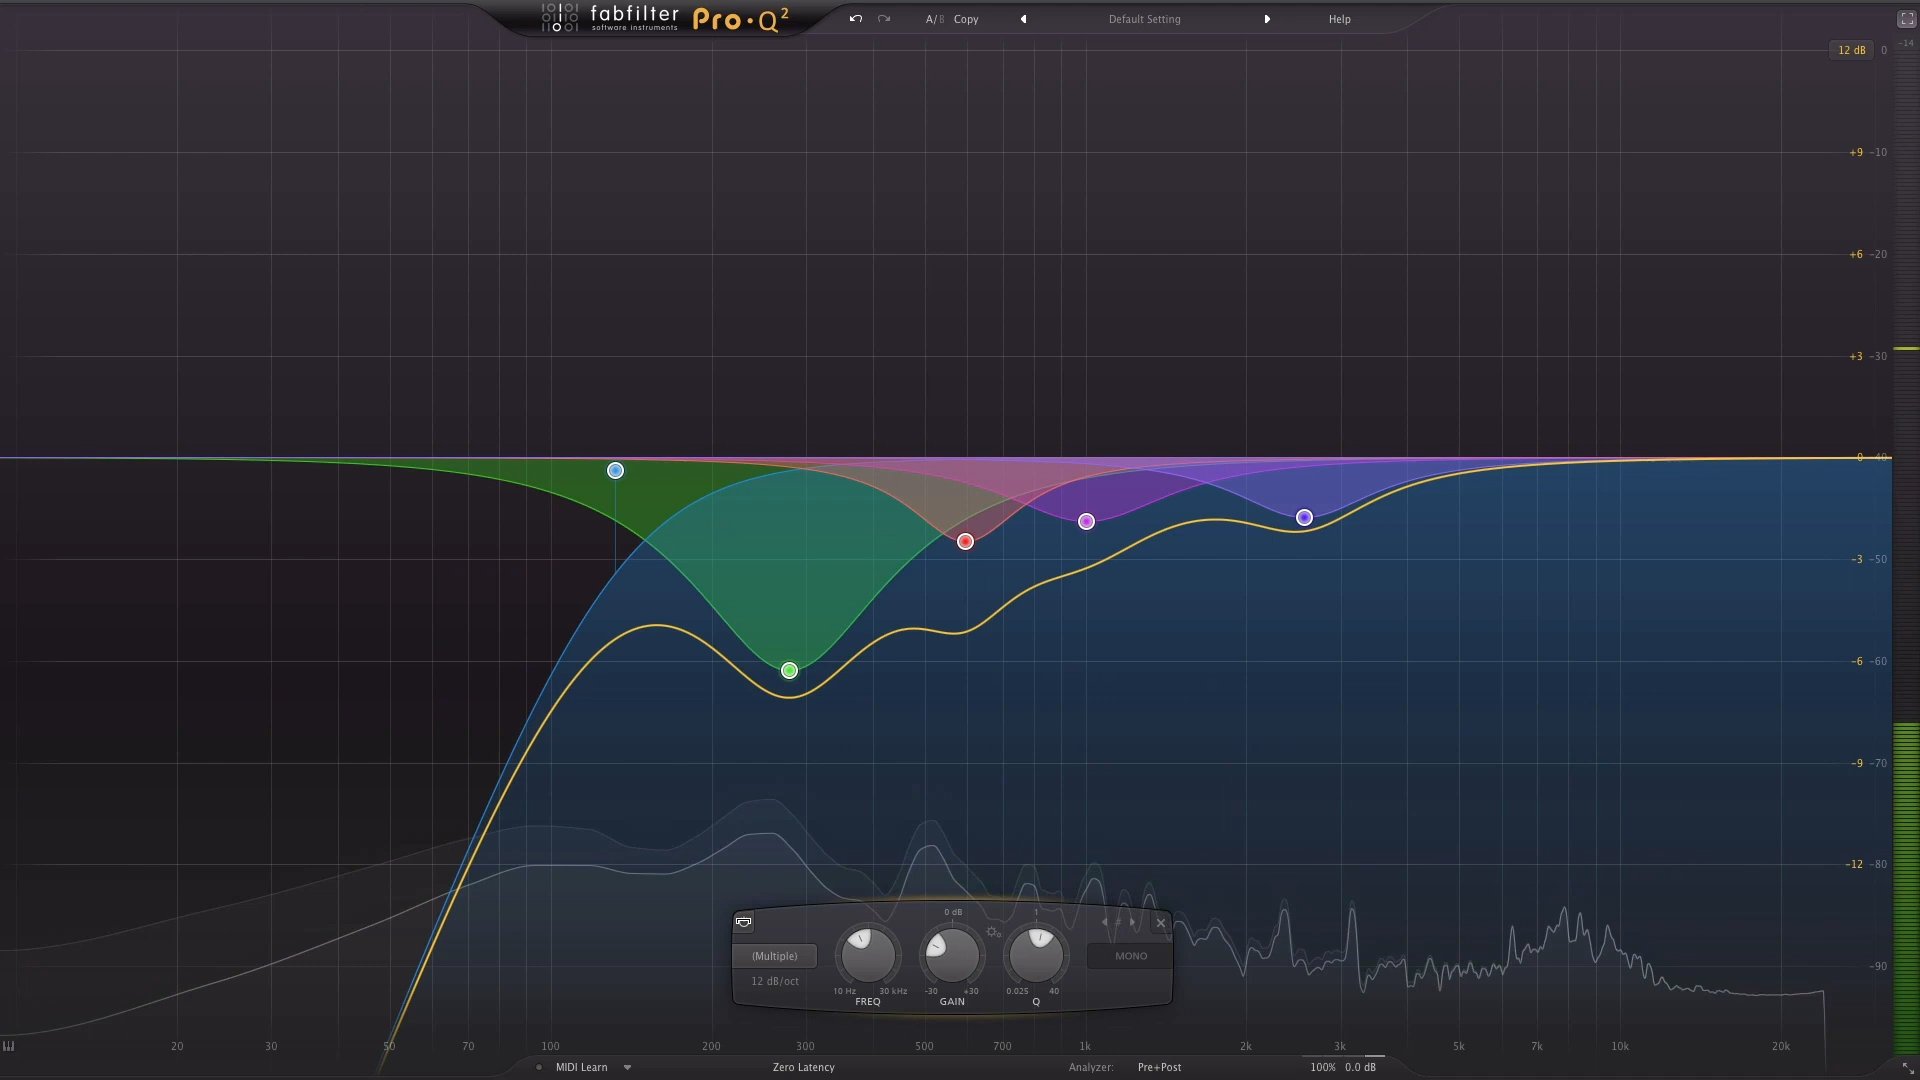 fabfilter Pro·Q²
software instruments
A/B Copy
Default Setting
Help
-14
12 dB 0
+9 -10
+6 -20
+3 -30
0 -40
-3 -50
-6 -60
-9 -70
-12 -80
0 dB 1
(Multiple)
MONO
-90
12 dB/oct
10 Hz 30 kHz -30 +30 0.025 40
FREQ GAIN Q
20 30 50 70 100 200 300 500 700 1k 2k 3k 5k 7k 10k 20k
MIDI Learn
Zero Latency
Analyzer: Pre+Post
100% 0.0 dB